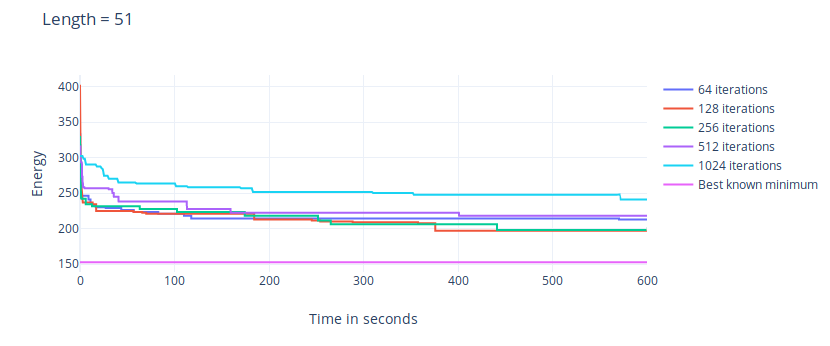 Length = 51
Energy
400
350
300
250
200
150
0
100
200
300
400
500
600
Time in seconds
64 iterations
128 iterations
256 iterations
512 iterations
1024 iterations
Best known minimum